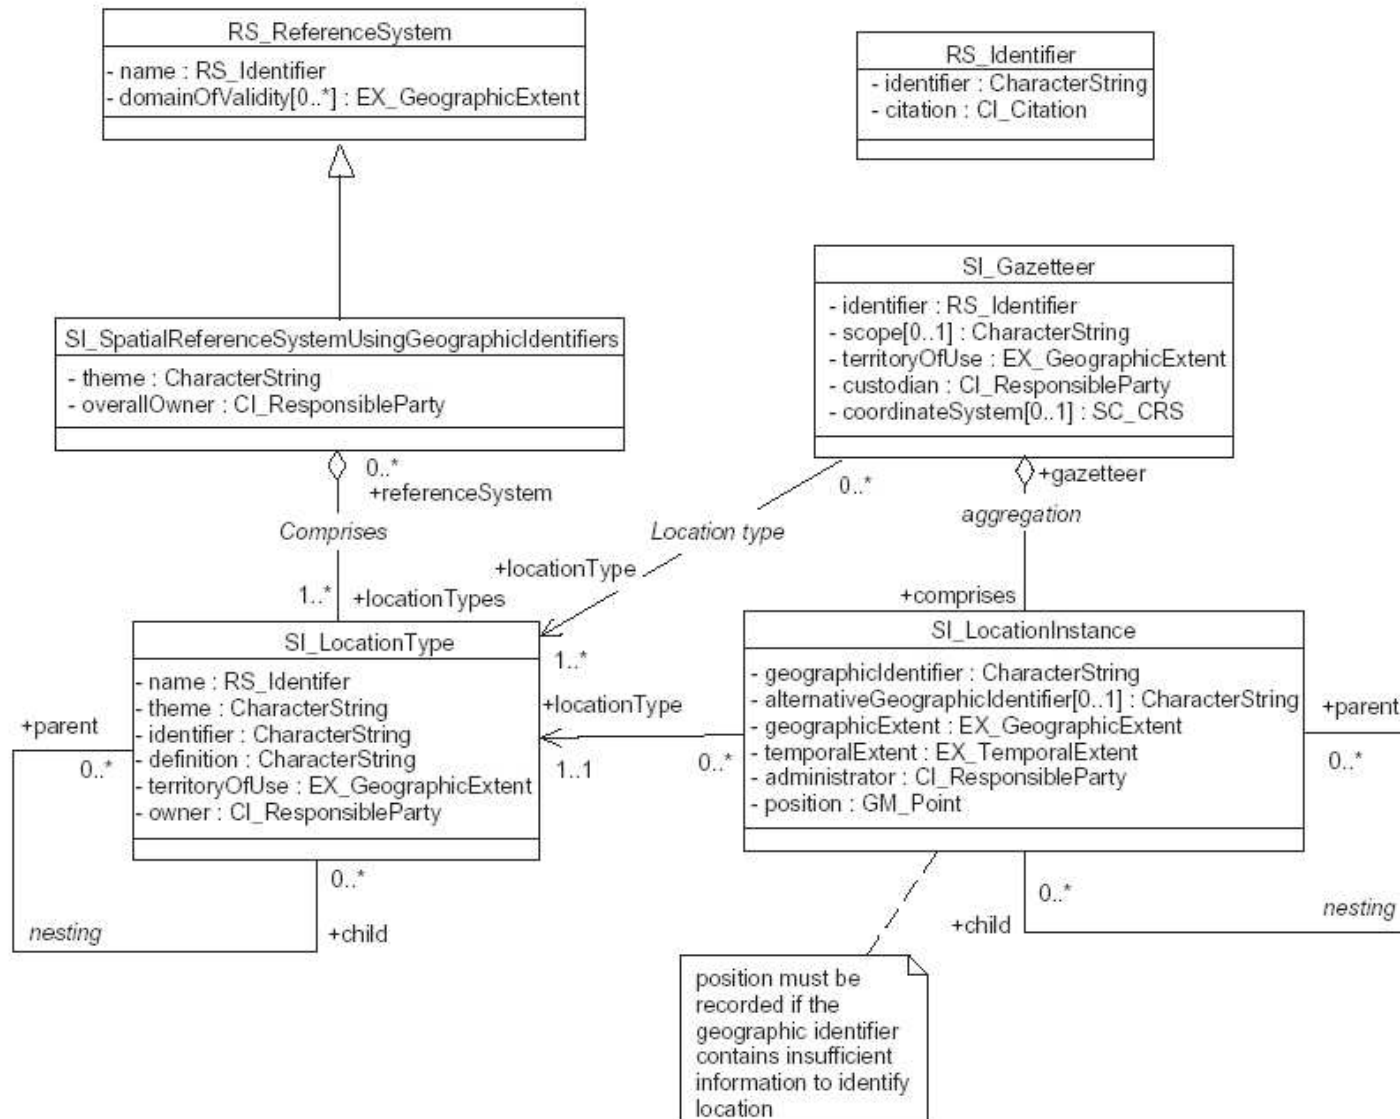 RS_ReferenceSystem
- name : RS_Identifier
- domainOfValidity[0..*] : EX_GeographicExtent
RS_Identifier
- identifier : CharacterString
- citation : CI_Citation
SI_SpatialReferenceSystemUsingGeographicIdentifiers
- theme : CharacterString
- overallOwner : CI_ResponsibleParty
SI_Gazetteer
- identifier : RS_Identifier
- scope[0..1] : CharacterString
- territoryOfUse : EX_GeographicExtent
- custodian : CI_ResponsibleParty
- coordinateSystem[0..1] : SC_CRS
0..*
+referenceSystem
Comprises
1..*
+locationTypes
0..*
Location type
+locationType
1..*
+gazetteer
aggregation
+comprises
SI_LocationType
- name : RS_Identifer
- theme : CharacterString
- identifier : CharacterString
- definition : CharacterString
- territoryOfUse : EX_GeographicExtent
- owner : CI_ResponsibleParty
+parent
0..*
nesting
0..*
+child
+locationType
1..1
0..*
SI_LocationInstance
- geographicIdentifier : CharacterString
- alternativeGeographicIdentifier[0..1] : CharacterString
- geographicExtent : EX_GeographicExtent
- temporalExtent : EX_TemporalExtent
- administrator : CI_ResponsibleParty
- position : GM_Point
+parent
0..*
0..*
+child
nesting
position must be
recorded if the
geographic identifier
contains insufficient
information to identify
location